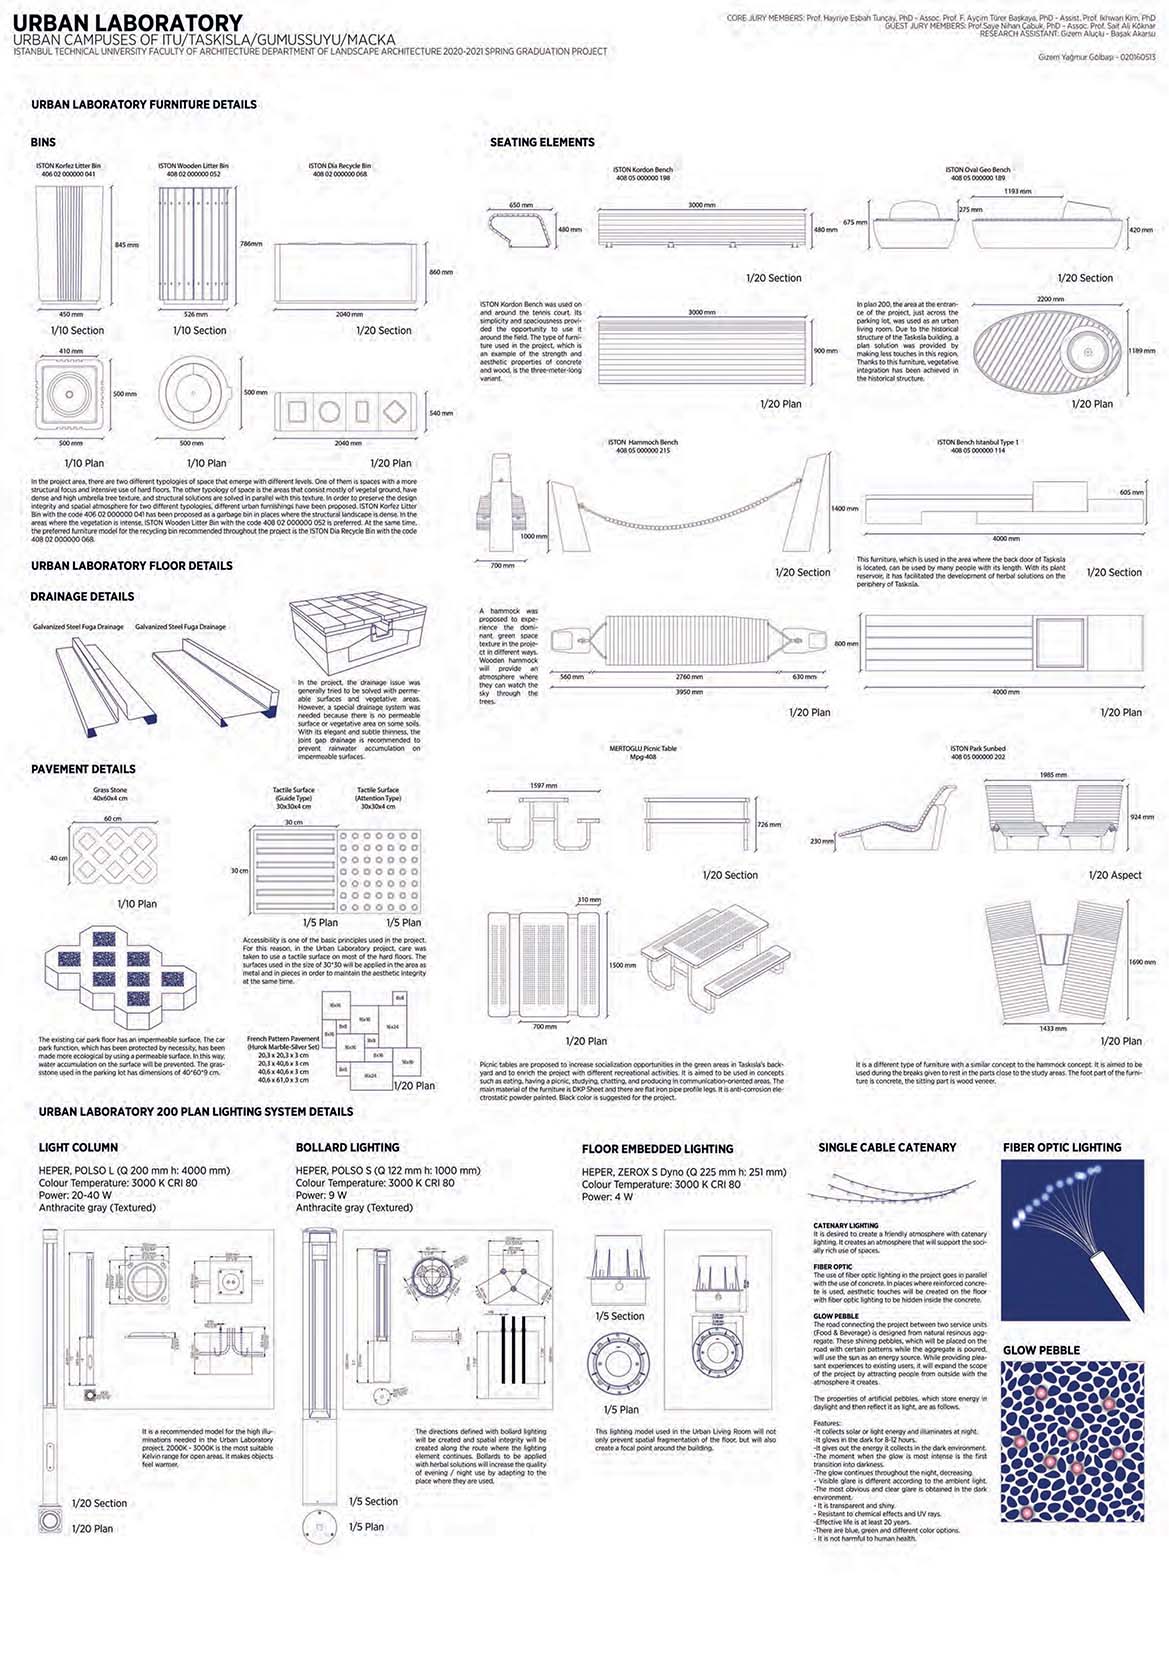 URBAN LABORATORY
URBAN CAMPUSES OF ITU/TASKISLA/GUMUSSUYU/MACKA
ISTANBUL TECHNICAL UNIVERSITY FACULTY OF ARCHITECTURE DEPARTMENT OF LANDSCAPE ARCHITECTURE 2020-2021 SPRING GRADUATION PROJECT
CORE JURY MEMBERS: Prof. Hayriye Eşbah Tunçay, PhD - Assoc. Prof. F. Ayçim Türer Başkaya, PhD - Assist. Prof. Ikhwan Kim, PhD
GUEST JURY MEMBERS: Prof.Saye Nihan Çabuk, PhD - Assoc. Prof. Sait Ali Köknar
RESEARCH ASSISTANT: Gizem Aluçlu - Başak Akarsu
Gizem Yağmur Gölbaşı - 020160513
URBAN LABORATORY FURNITURE DETAILS
BINS
ISTON Korfez Litter Bin
406 02 000000 041
845 mm
450 mm
1/10 Section
ISTON Wooden Litter Bin
408 02 000000 052
786mm
526 mm
1/10 Section
ISTON Dia Recycle Bin
408 02 000000 068
860 mm
2040 mm
1/20 Section
410 mm
500 mm
500 mm
1/10 Plan
500 mm
500 mm
1/10 Plan
540 mm
2040 mm
1/20 Plan
In the project area, there are two different typologies of space that emerge with different levels. One of them is spaces with a more
structural focus and intensive use of hard floors. The other typology of space is the areas that consist mostly of vegetal ground, have
dense and high umbrella tree texture, and structural solutions are solved in parallel with this texture. In order to preserve the design
integrity and spatial atmosphere for two different typologies, different urban furnishings have been proposed. ISTON Korfez Litter
Bin with the code 406 02 000000 041 has been proposed as a garbage bin in places where the structural landscape is dense. In the
areas where the vegetation is intense, ISTON Wooden Litter Bin with the code 408 02 000000 052 is preferred. At the same time,
the preferred furniture model for the recycling bin recommended throughout the project is the ISTON Dia Recycle Bin with the code
408 02 000000 068.
SEATING ELEMENTS
ISTON Kordon Bench
408 05 000000 198
650 mm
480 mm
3000 mm
480 mm
1/20 Section
ISTON Kordon Bench was used on
and around the tennis court. Its
simplicity and spaciousness provi-
ded the opportunity to use it
around the field. The type of furni-
ture used in the project, which is
an example of the strength and
aesthetic properties of concrete
and wood, is the three-meter-long
variant.
3000 mm
900 mm
1/20 Plan
ISTON Oval Geo Bench
408 05 000000 189
1193 mm
675 mm
275 mm
420 mm
1/20 Section
In plan 200, the area at the entran-
ce of the project, just across the
parking lot, was used as an urban
living room. Due to the historical
structure of the Taskısla building, a
plan solution was provided by
making less touches in this region.
Thanks to this furniture, vegetative
integration has been achieved in
the historical structure.
2200 mm
1189 mm
1/20 Plan
ISTON Hammoch Bench
408 05 000000 215
700 mm
1000 mm
1400 mm
1/20 Section
A hammock was
proposed to expe-
rience the domi-
nant green space
texture in the proje-
ct in different ways.
Wooden hammock
will provide an
atmosphere where
they can watch the
sky through the
trees.
560 mm
2760 mm
630 mm
3950 mm
1/20 Plan
ISTON Bench Istanbul Type 1
408 05 000000 114
605 mm
4000 mm
This furniture, which is used in the area where the back door of Taşkısla
is located, can be used by many people with its length. With its plant
reservoir, it has facilitated the development of herbal solutions on the
periphery of Taskısla.
1/20 Section
800 mm
4000 mm
1/20 Plan
URBAN LABORATORY FLOOR DETAILS
DRAINAGE DETAILS
Galvanized Steel Fuga Drainage
Galvanized Steel Fuga Drainage
In the project, the drainage issue was
generally tried to be solved with perme-
able surfaces and vegetative areas.
However, a special drainage system was
needed because there is no permeable
surface or vegetative area on some soils.
With its elegant and subtle thinness, the
joint gap drainage is recommended to
prevent rainwater accumulation on
impermeable surfaces.
PAVEMENT DETAILS
Grass Stone
40x60x4 cm
60 cm
40 cm
1/10 Plan
Tactile Surface
(Guide Type)
30x30x4 cm
Tactile Surface
(Attention Type)
30x30x4 cm
30 cm
30 cm
1/5 Plan
1/5 Plan
Accessibility is one of the basic principles used in the project.
For this reason, in the Urban Laboratory project, care was
taken to use a tactile surface on most of the hard floors. The
surfaces used in the size of 30*30 will be applied in the area as
metal and in pieces in order to maintain the aesthetic integrity
at the same time.
The existing car park floor has an impermeable surface. The car
park function, which has been protected by necessity, has been
made more ecological by using a permeable surface. In this way,
water accumulation on the surface will be prevented. The gras-
stone used in the parking lot has dimensions of 40*60*9 cm.
French Pattern Pavement
(Hurok Marble-Silver Set)
20,3 x 20,3 x 3 cm
20,3 x 40,6 x 3 cm
40,6 x 40,6 x 3 cm
40,6 x 61,0 x 3 cm
1/20 Plan
MERTOGLU Picnic Table
Mpg-408
1597 mm
726 mm
1/20 Section
310 mm
1500 mm
700 mm
1/20 Plan
Picnic tables are proposed to increase socialization opportunities in the green areas in Taskısla's back-
yard and to enrich the project with different recreational activities. It is aimed to be used in concepts
such as eating, having a picnic, studying, chatting, and producing in communication-oriented areas. The
main material of the furniture is DKP Sheet and there are flat iron pipe profile legs. It is anti-corrosion ele-
ctrostatic powder painted. Black color is suggested for the project.
ISTON Park Sunbed
408 05 000000 202
230 mm
1985 mm
924 mm
1/20 Aspect
1690 mm
1433 mm
1/20 Plan
It is a different type of furniture with a similar concept to the hammock concept. It is aimed to be
used during the breaks given to rest in the parts close to the study areas. The foot part of the furni-
ture is concrete, the sitting part is wood veneer.
URBAN LABORATORY 200 PLAN LIGHTING SYSTEM DETAILS
LIGHT COLUMN
HEPER, POLSO L (Q 200 mm h: 4000 mm)
Colour Temperature: 3000 K CRI 80
Power: 20-40 W
Anthracite gray (Textured)
It is a recommended model for the high illu-
minations needed in the Urban Laboratory
project. 2000K - 3000K is the most suitable
Kelvin range for open areas. It makes objects
feel warmer.
1/20 Section
1/20 Plan
BOLLARD LIGHTING
HEPER, POLSO S (Q 122 mm h: 1000 mm)
Colour Temperature: 3000 K CRI 80
Power: 9 W
Anthracite gray (Textured)
The directions defined with bollard lighting
will be created and spatial integrity will be
created along the route where the lighting
element continues. Bollards to be applied
with herbal solutions will increase the quality
of evening / night use by adapting to the
place where they are used.
1/5 Section
1/5 Plan
FLOOR EMBEDDED LIGHTING
HEPER, ZEROX S Dyno (Q 225 mm h: 251 mm)
Colour Temperature: 3000 K CRI 80
Power: 4 W
1/5 Section
1/5 Plan
This lighting model used in the Urban Living Room will not
only prevent spatial fragmentation of the floor, but will also
create a focal point around the building.
SINGLE CABLE CATENARY
CATENARY LIGHTING
It is desired to create a friendly atmosphere with catenary
lighting. It creates an atmosphere that will support the soci-
ally rich use of spaces.
FIBER OPTIC
The use of fiber optic lighting in the project goes in parallel
with the use of concrete. In places where reinforced concre-
te is used, aesthetic touches will be created on the floor
with fiber optic lighting to be hidden inside the concrete.
GLOW PEBBLE
The road connecting the project between two service units
(Food & Beverage) is designed from natural resinous agg-
regate. These shining pebbles, which will be placed on the
road with certain patterns while the aggregate is poured,
will use the sun as an energy source. While providing plea-
sant experiences to existing users, it will expand the scope
of the project by attracting people from outside with the
atmosphere it creates.
The properties of artificial pebbles, which store energy in
daylight and then reflect it as light, are as follows.
Features:
-It collects solar or light energy and illuminates at night.
-It glows in the dark for 8-12 hours.
-It gives out the energy it collects in the dark environment.
-The moment when the glow is most intense is the first
transition into darkness.
-The glow continues throughout the night, decreasing.
- Visible glare is different according to the ambient light.
-The most obvious and clear glare is obtained in the dark
environment.
- It is transparent and shiny.
- Resistant to chemical effects and UV rays.
-Effective life is at least 20 years.
-There are blue, green and different color options.
- It is not harmful to human health.
FIBER OPTIC LIGHTING
GLOW PEBBLE